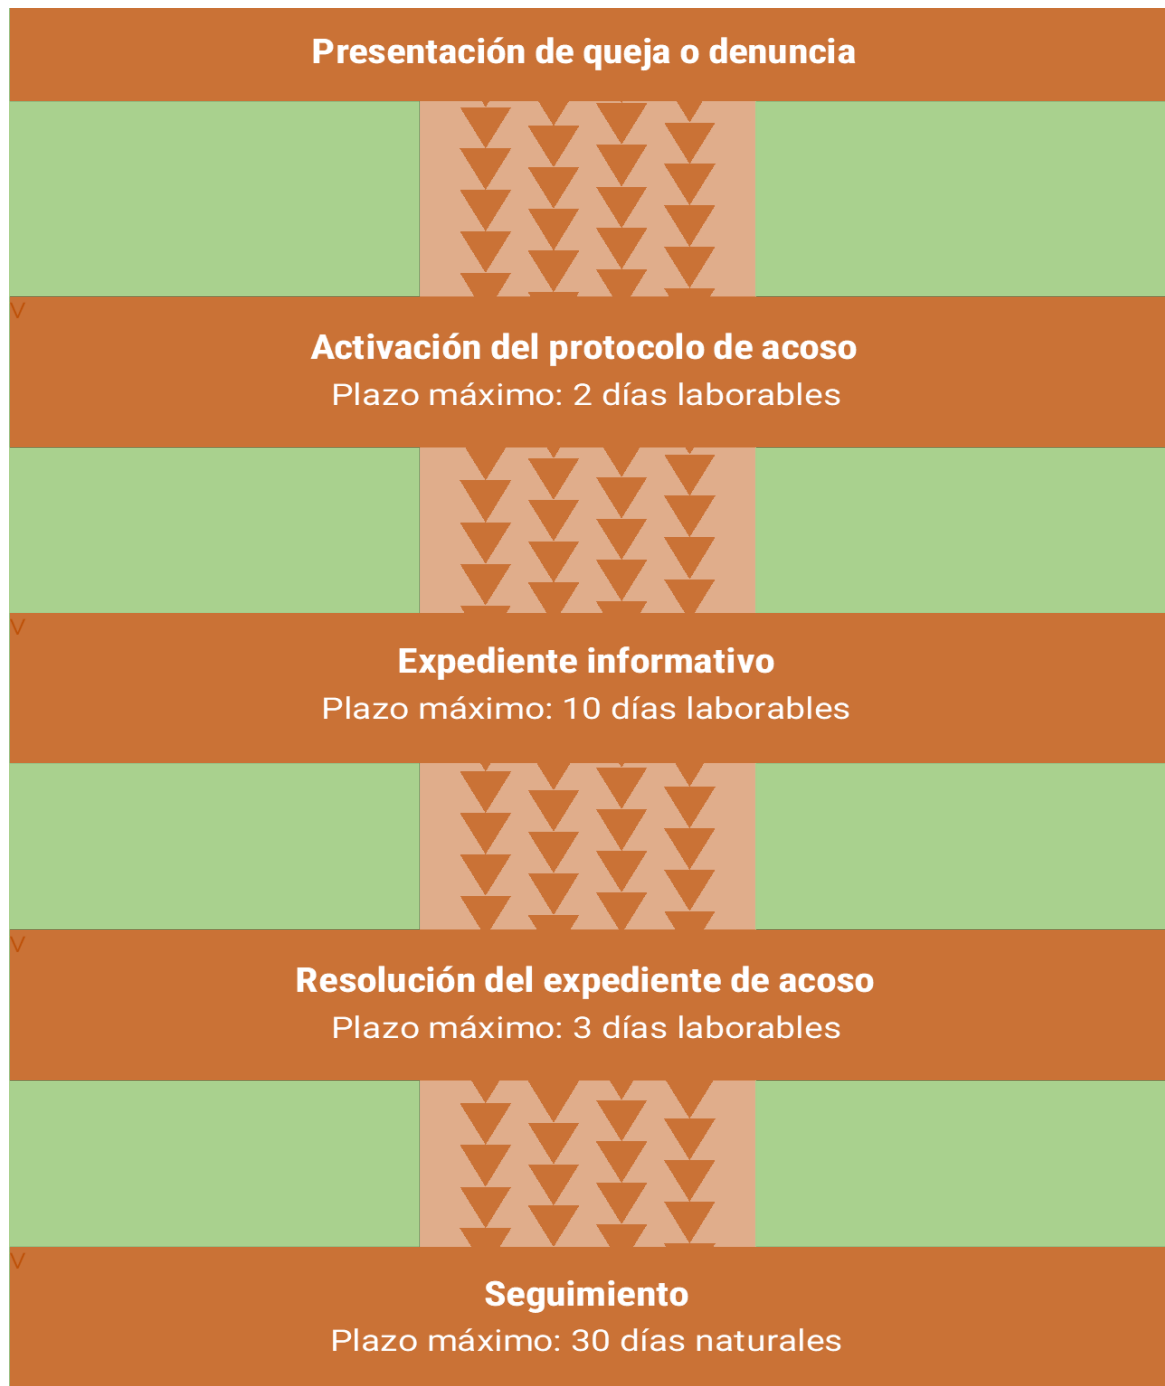 Presentación de queja o denuncia
V
Activación del protocolo de acoso
Plazo máximo: 2 días laborables
V
Expediente informativo
Plazo máximo: 10 días laborables
V
Resolución del expediente de acoso
Plazo máximo: 3 días laborables
V
Seguimiento
Plazo máximo: 30 días naturales